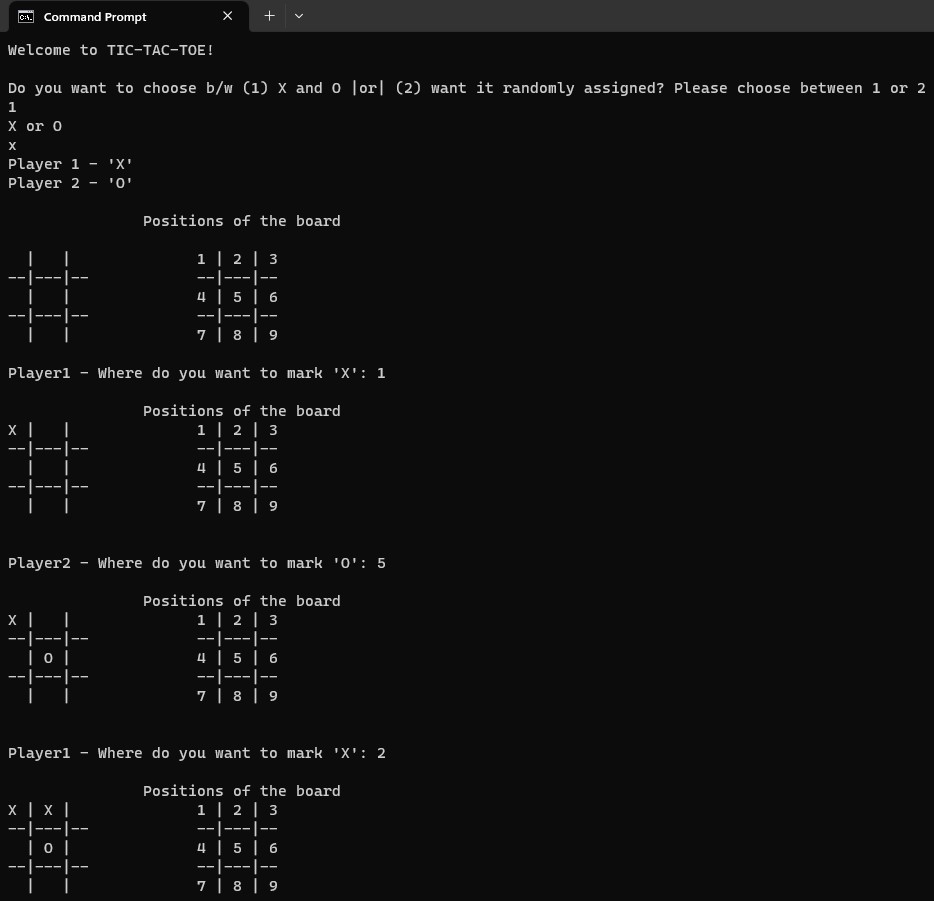 Command Prompt
Welcome to TIC-TAC-TOE!
Do you want to choose b/w (1) X and O |or| (2) want it randomly assigned? Please choose between 1 or 2
1
X or O
x
Player 1 - 'X'
Player 2 - 'O'
               Positions of the board
  |   |              1 | 2 | 3
--|---|--            --|---|--
  |   |              4 | 5 | 6
--|---|--            --|---|--
  |   |              7 | 8 | 9
Player1 - Where do you want to mark 'X': 1
               Positions of the board
X |   |              1 | 2 | 3
--|---|--            --|---|--
  |   |              4 | 5 | 6
--|---|--            --|---|--
  |   |              7 | 8 | 9
Player2 - Where do you want to mark 'O': 5
               Positions of the board
X |   |              1 | 2 | 3
--|---|--            --|---|--
  | O |              4 | 5 | 6
--|---|--            --|---|--
  |   |              7 | 8 | 9
Player1 - Where do you want to mark 'X': 2
               Positions of the board
X | X |              1 | 2 | 3
--|---|--            --|---|--
  | O |              4 | 5 | 6
--|---|--            --|---|--
  |   |              7 | 8 | 9